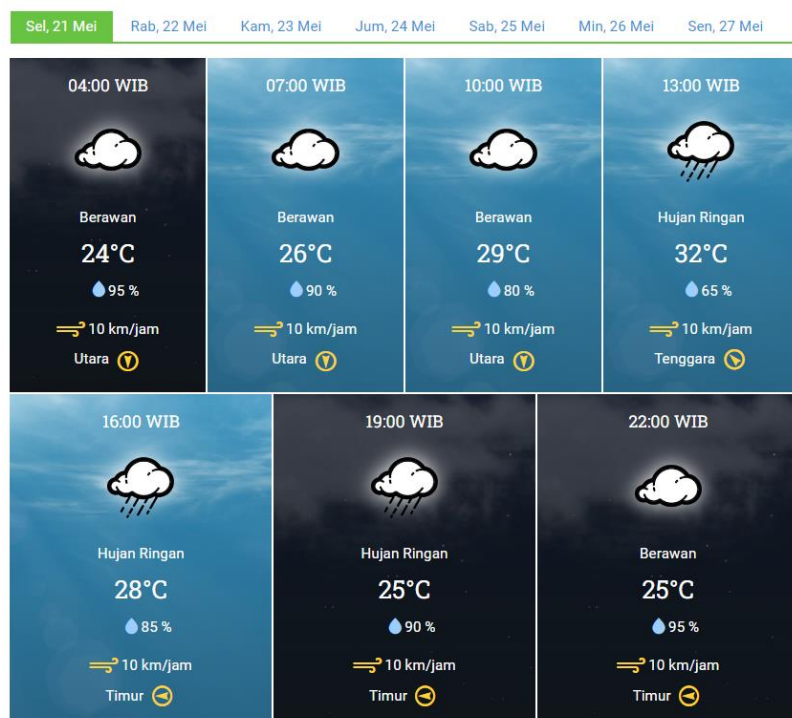 Sel, 21 Mei Rab, 22 Mei Kam, 23 Mei Jum, 24 Mei Sab, 25 Mei Min, 26 Mei Sen, 27 Mei
04:00 WIB
Berawan
24°C
95 %
10 km/jam
Utara
07:00 WIB
Berawan
26°C
90 %
10 km/jam
Utara
10:00 WIB
Berawan
29°C
80 %
10 km/jam
Utara
13:00 WIB
Hujan Ringan
32°C
65 %
10 km/jam
Tenggara
16:00 WIB
Hujan Ringan
28°C
85 %
10 km/jam
Timur
19:00 WIB
Hujan Ringan
25°C
90 %
10 km/jam
Timur
22:00 WIB
Berawan
25°C
95 %
10 km/jam
Timur